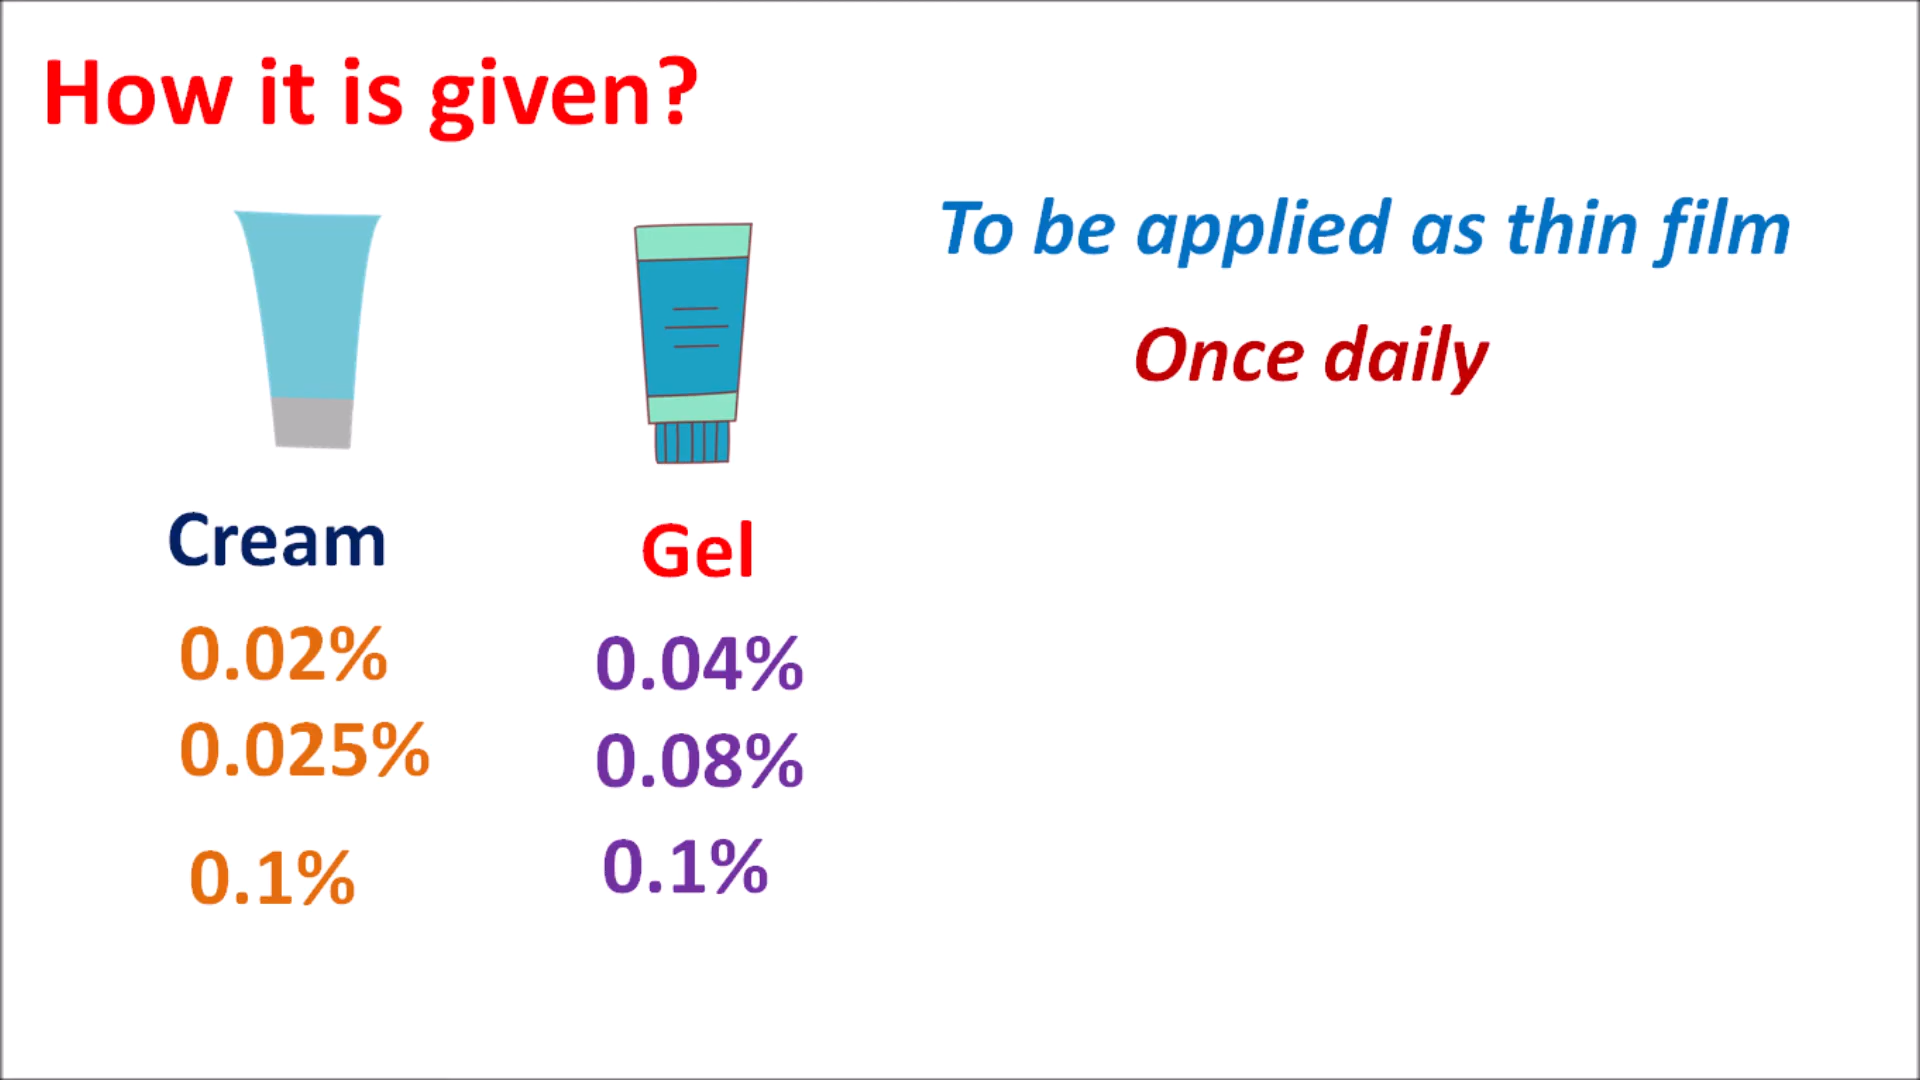 How it is given?
To be applied as thin film
Once daily
Cream
0.02%
0.025%
0.1%
Gel
0.04%
0.08%
0.1%